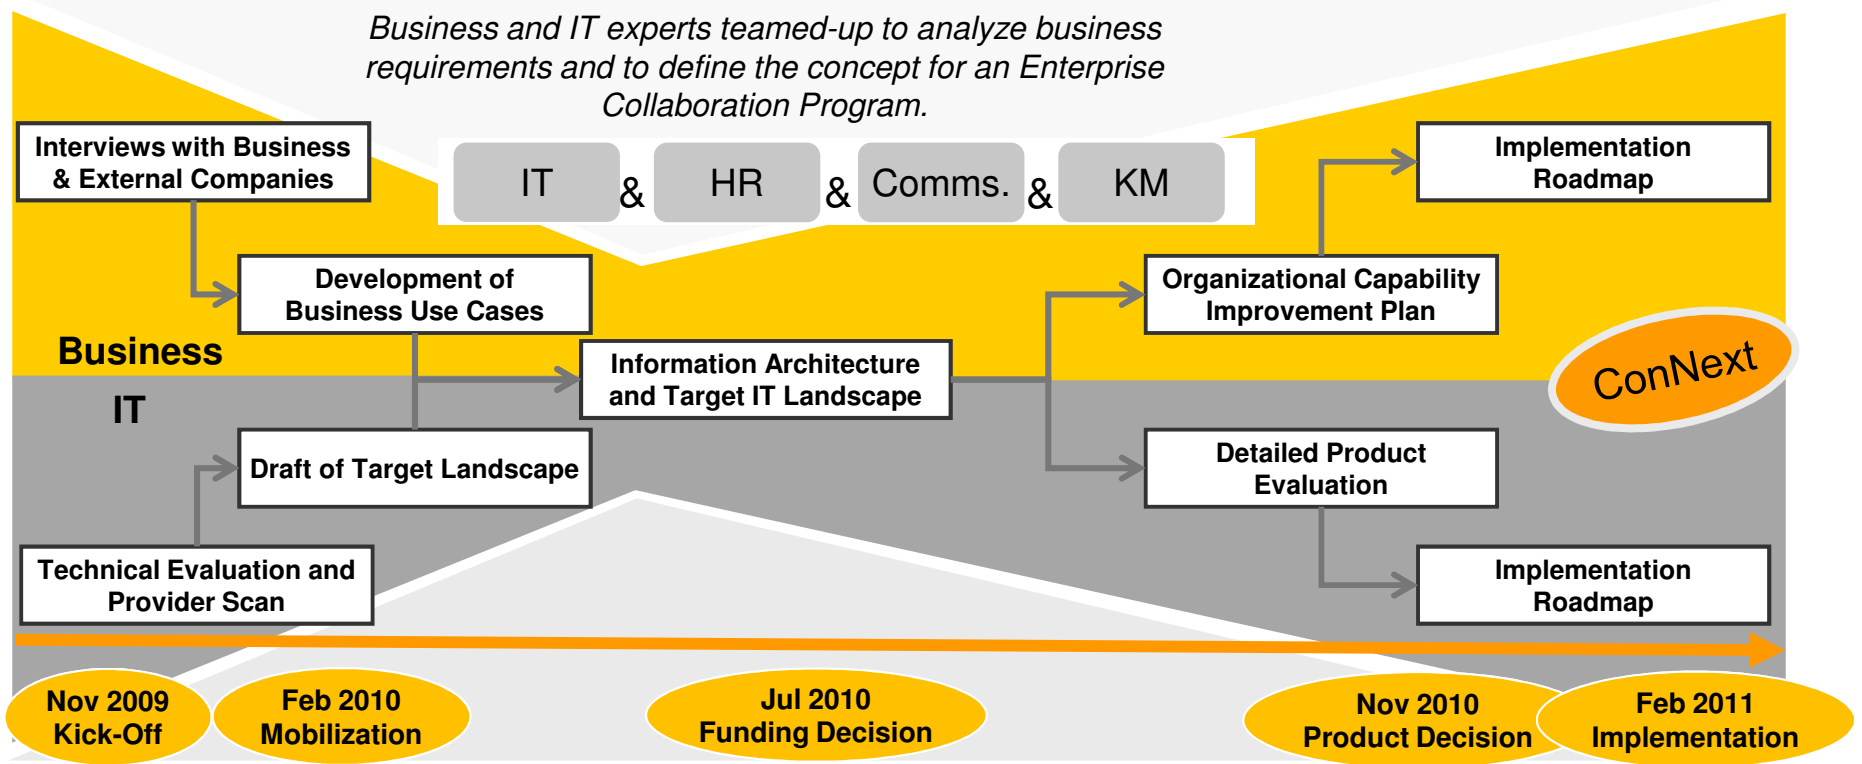 Business and IT experts teamed-up to analyze business
requirements and to define the concept for an Enterprise
Collaboration Program.
IT & HR & Comms. & KM
Interviews with Business
& External Companies
Implementation
Roadmap
Development of
Business Use Cases
Organizational Capability
Improvement Plan
Business
Information Architecture
and Target IT Landscape
ConNext
IT
Draft of Target Landscape
Detailed Product
Evaluation
Technical Evaluation and
Provider Scan
Implementation
Roadmap
Nov 2009
Kick-Off
Feb 2010
Mobilization
Jul 2010
Funding Decision
Nov 2010
Product Decision
Feb 2011
Implementation